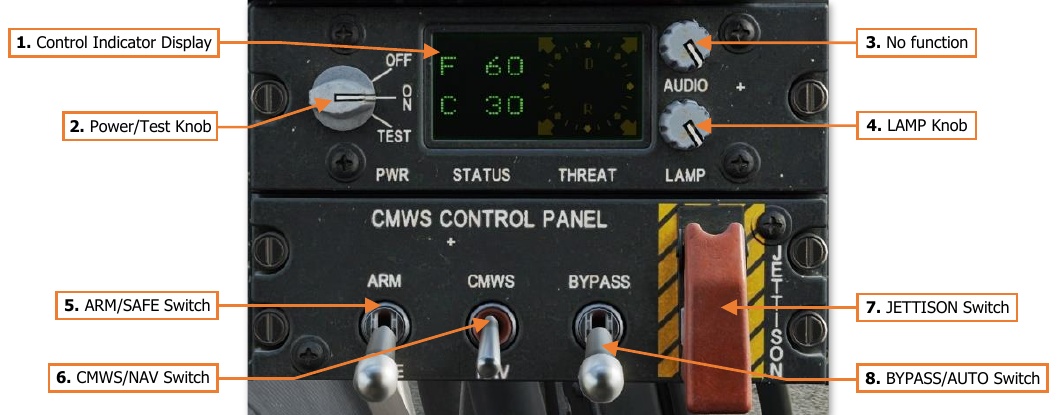 1. Control Indicator Display
2. Power/Test Knob
3. No function
4. LAMP Knob
5. ARM/SAFE Switch
6. CMWS/NAV Switch
7. JETTISON Switch
8. BYPASS/AUTO Switch
OFF
ON
TEST
PWR
F 60
C 30
D
R
STATUS
THREAT
AUDIO
LAMP
CMWS CONTROL PANEL
ARM
CMWS
BYPASS
JETTISON